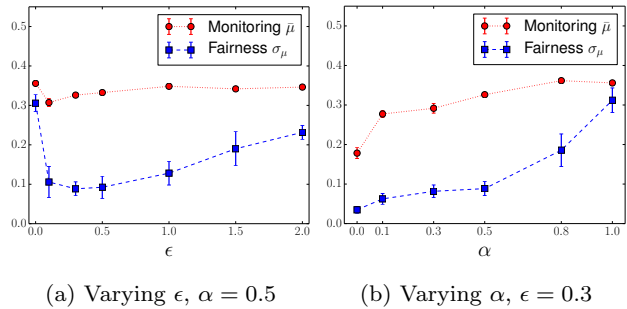 0.5
0.4
0.3
0.2
0.1
0.0
Monitoring μ̄
Fairness σ_μ
0.0 0.5 1.0 1.5 2.0
ϵ
(a) Varying ϵ, α = 0.5
0.5
0.4
0.3
0.2
0.1
0.0
Monitoring μ̄
Fairness σ_μ
0.0 0.1 0.3 0.5 0.8 1.0
α
(b) Varying α, ϵ = 0.3